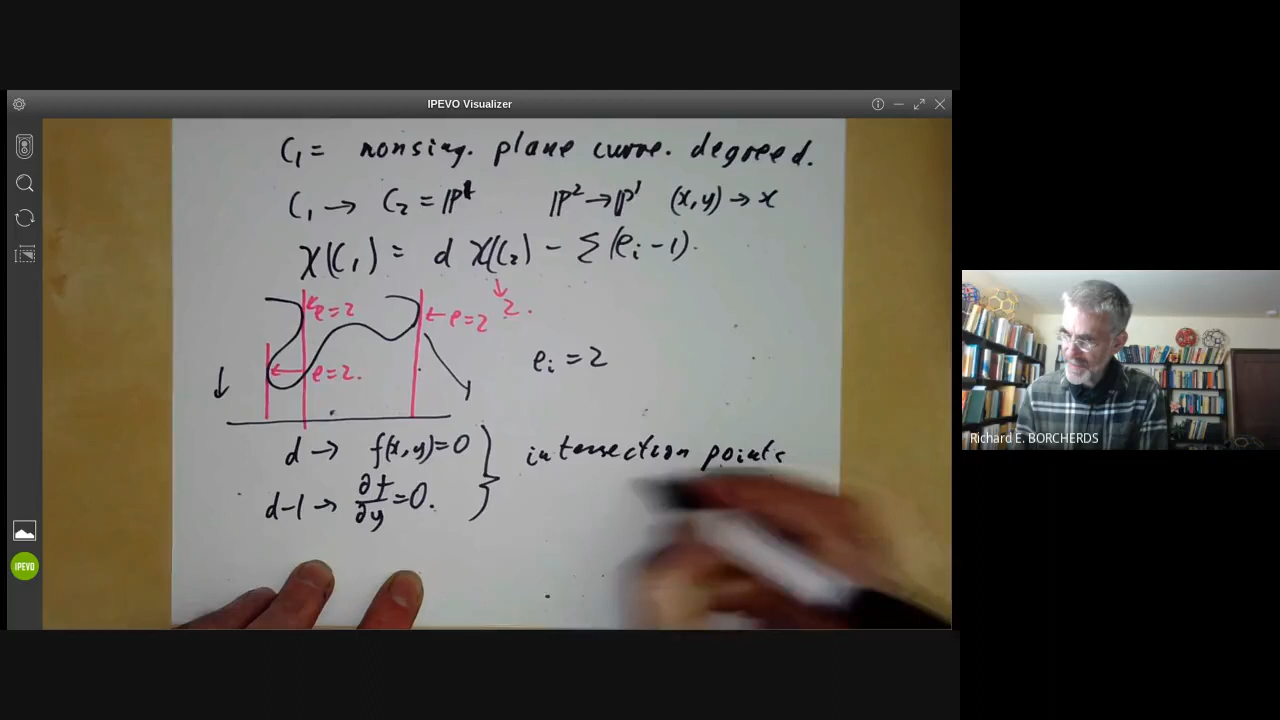 IPEVO Visualizer
C₁ = nonsing. plane curve. degree d.
C₁ → C₂ = ℙ¹ ℙ² → ℙ¹ (x,y) → x
χ(C₁) = d χ(C₂) − Σ(eᵢ − 1).
↓
2.
←e=2
←e=2
←e=2.
eᵢ = 2
d → f(x,y)=0
d−1 → ∂f/∂y = 0.
intersection points
IPEVO
Richard E. BORCHERDS